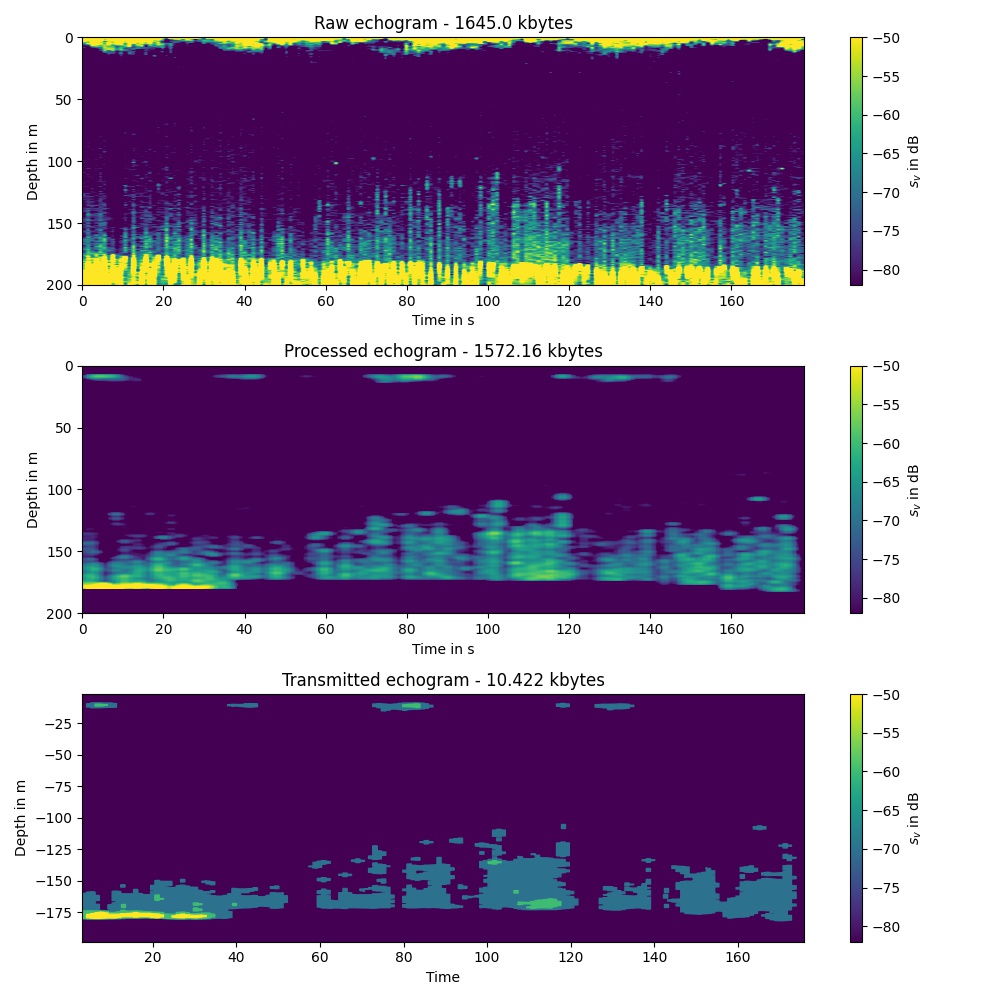 Raw echogram - 1645.0 kbytes
0
50
100
150
200
Depth in m
0 20 40 60 80 100 120 140 160
Time in s
−50
−55
−60
−65
−70
−75
−80
sv in dB
Processed echogram - 1572.16 kbytes
0
50
100
150
200
Depth in m
0 20 40 60 80 100 120 140 160
Time in s
−50
−55
−60
−65
−70
−75
−80
sv in dB
Transmitted echogram - 10.422 kbytes
−25
−50
−75
−100
−125
−150
−175
Depth in m
20 40 60 80 100 120 140 160
Time
−50
−55
−60
−65
−70
−75
−80
sv in dB